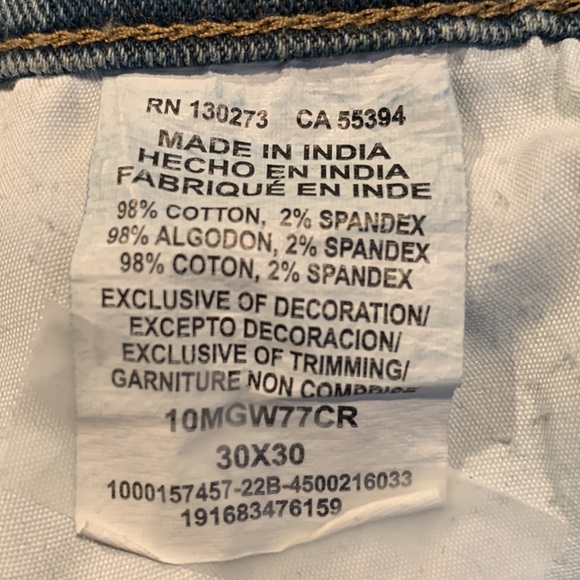 RN 130273 CA 55394
MADE IN INDIA
HECHO EN INDIA
FABRIQUÉ EN INDE
98% COTTON, 2% SPANDEX
98% ALGODON, 2% SPANDEX
98% COTON, 2% SPANDEX
EXCLUSIVE OF DECORATION/
EXCEPTO DECORACION/
EXCLUSIVE OF TRIMMING/
GARNITURE NON COMPRISE
10MGW77CR
30X30
1000157457-22B-4500216033
191683476159